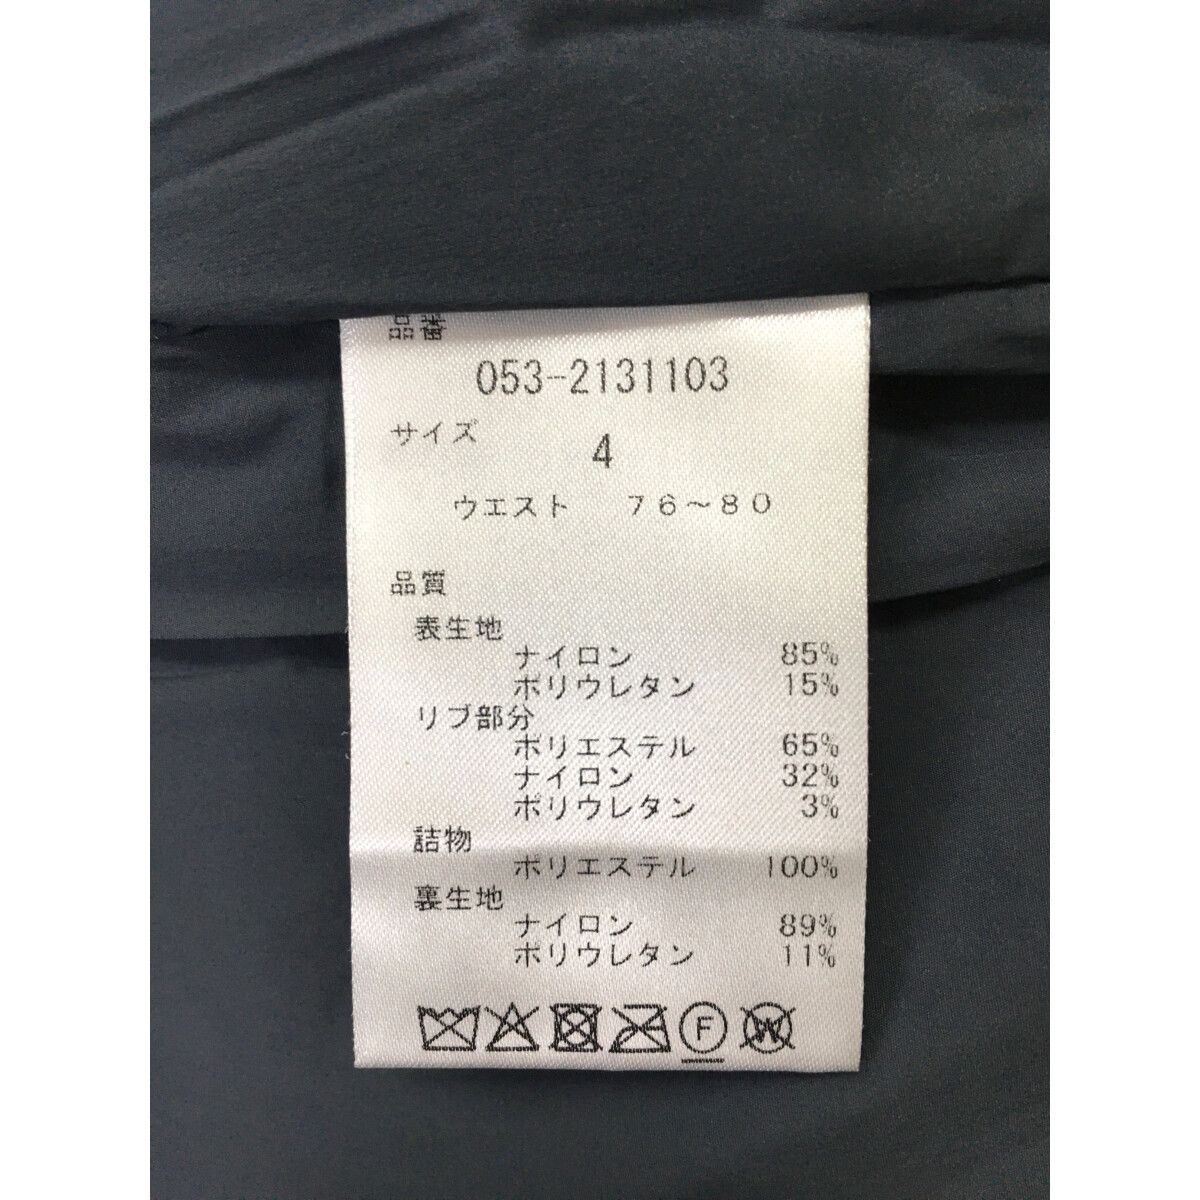 品番
053-2131103
サイズ
4
ウエスト 76～80
品質
表生地
ナイロン 85%
ポリウレタン 15%
リブ部分
ポリエステル 65%
ナイロン 32%
ポリウレタン 3%
詰物
ポリエステル 100%
裏生地
ナイロン 89%
ポリウレタン 11%
F W